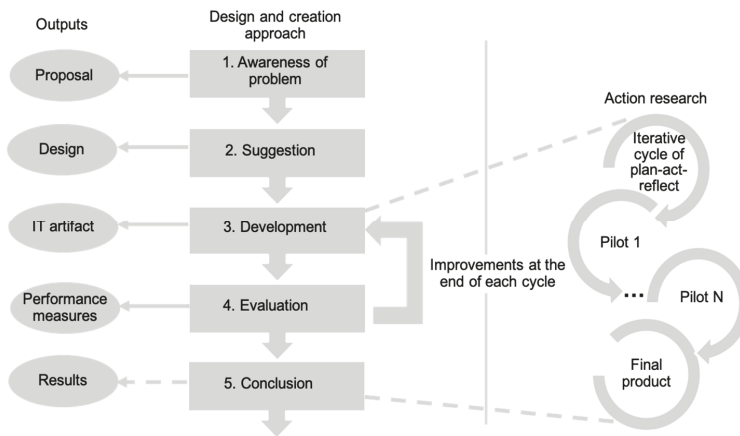 Outputs
Design and creation
approach
Proposal
1. Awareness of
problem
Design
2. Suggestion
IT artifact
3. Development
Performance
measures
4. Evaluation
Results
5. Conclusion
Improvements at the
end of each cycle
Action research
Iterative
cycle of
plan-act-
reflect
Pilot 1
...
Pilot N
Final
product